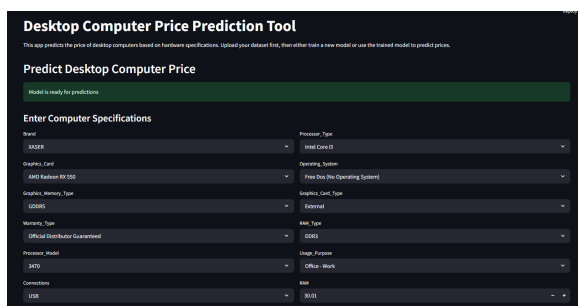 Deploy
Desktop Computer Price Prediction Tool
This app predicts the price of desktop computers based on hardware specifications. Upload your dataset first, then either train a new model or use the trained model to predict prices.
Predict Desktop Computer Price
Model is ready for predictions
Enter Computer Specifications
Brand Processor_Type
XASER Intel Core i5
Graphics_Card Operating_System
AMD Radeon RX 550 Free Dos (No Operating System)
Graphics_Memory_Type Graphics_Card_Type
GDDR5 External
Warranty_Type RAM_Type
Official Distributor Guaranteed DDR3
Processor_Model Usage_Purpose
3470 Office - Work
Connections RAM
USB 30.01 - +